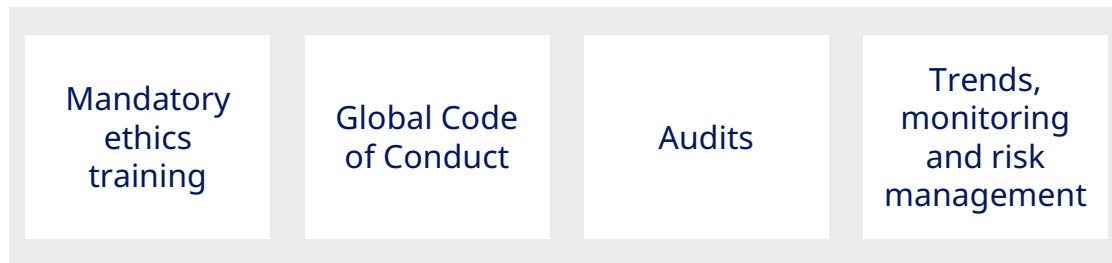 Mandatory
ethics
training
Global Code
of Conduct
Audits
Trends,
monitoring
and risk
management